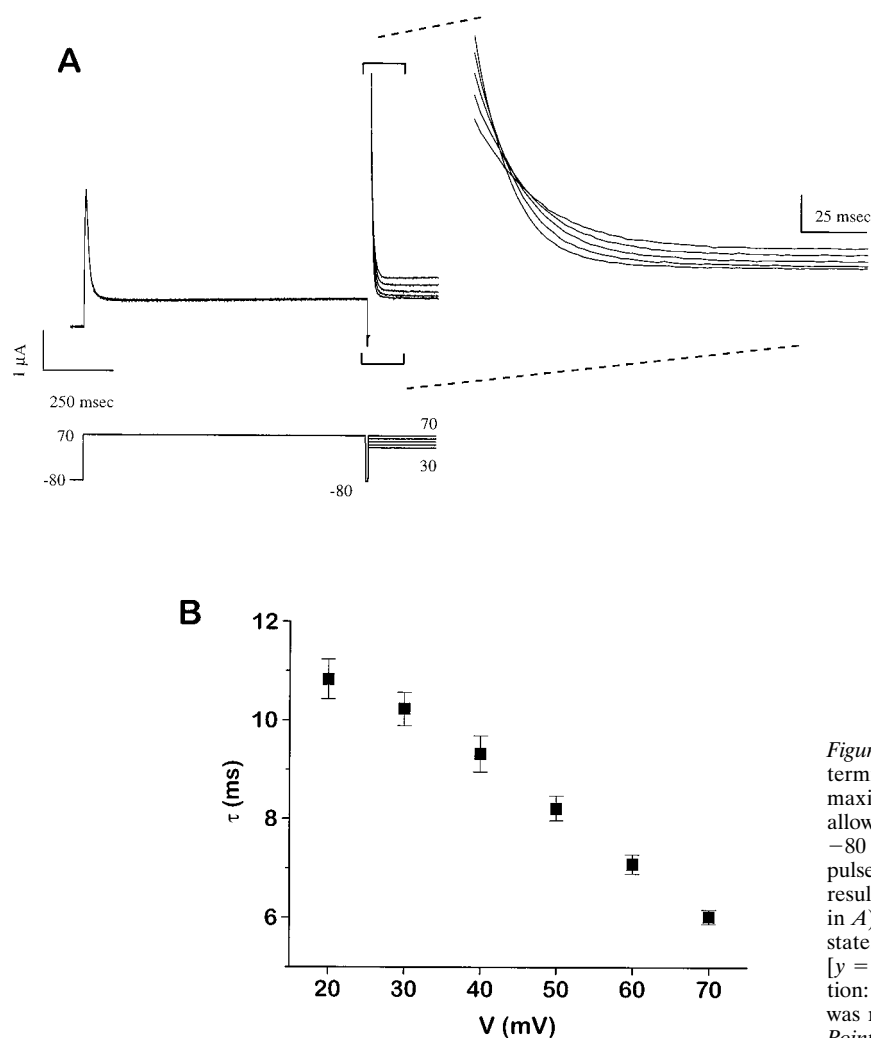 A
25 msec
1 μA
250 msec
70
-80
-80
70
30
B
12
10
8
6
τ (ms)
20 30 40 50 60 70
V (mV)
Figur
term
maxi
allow
−80
pulse
resul
in A)
state
[y =
tion:
was r
Point